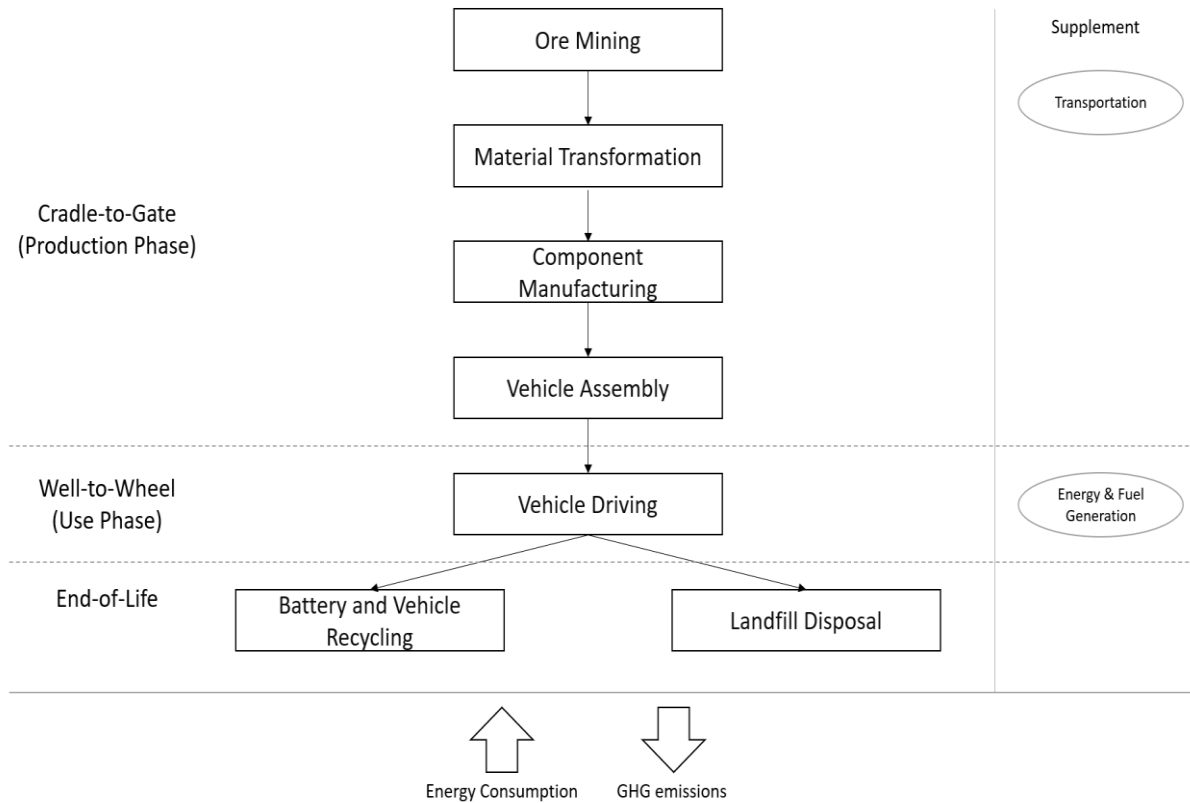 Ore Mining
Supplement
Transportation
Material Transformation
Cradle-to-Gate
(Production Phase)
Component
Manufacturing
Vehicle Assembly
Well-to-Wheel
(Use Phase)
Vehicle Driving
Energy & Fuel
Generation
End-of-Life
Battery and Vehicle
Recycling
Landfill Disposal
Energy Consumption
GHG emissions